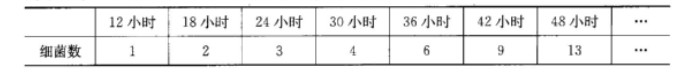 12 小时 18 小时 24 小时 30 小时 36 小时 42 小时 48 小时 …
细菌数 1 2 3 4 6 9 13 …